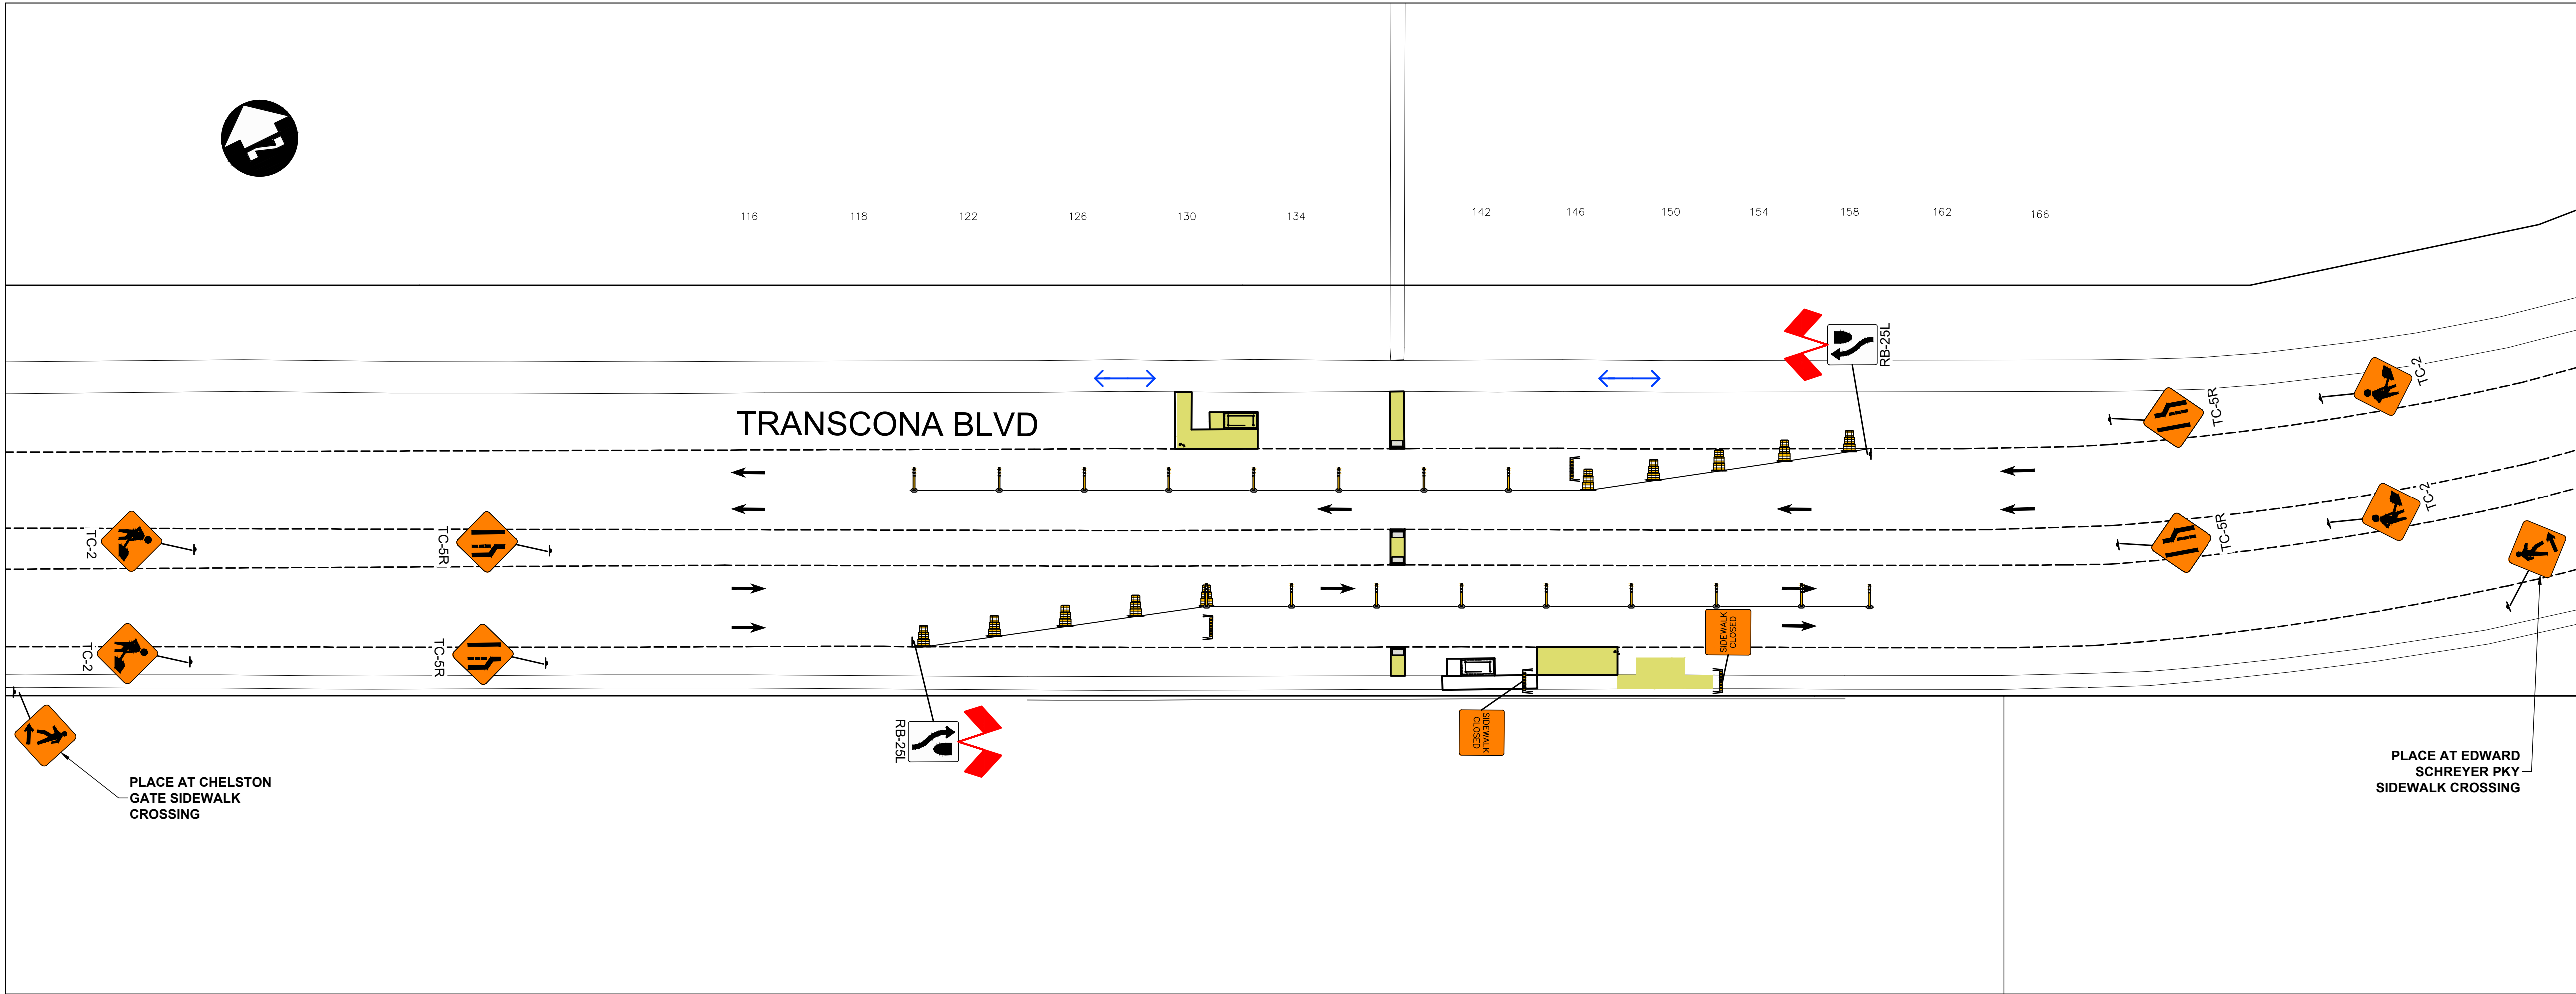 116
118
122
126
130
134
142
146
150
154
158
162
166
RB-25L
TRANSCONA BLVD
TC-5R
TC-2
TC-5R
TC-2
TC-2
TC-5R
TC-2
TC-5R
SIDEWALK
CLOSED
RB-25L
SIDEWALK
CLOSED
PLACE AT CHELSTON
GATE SIDEWALK
CROSSING
PLACE AT EDWARD
SCHREYER PKY
SIDEWALK CROSSING